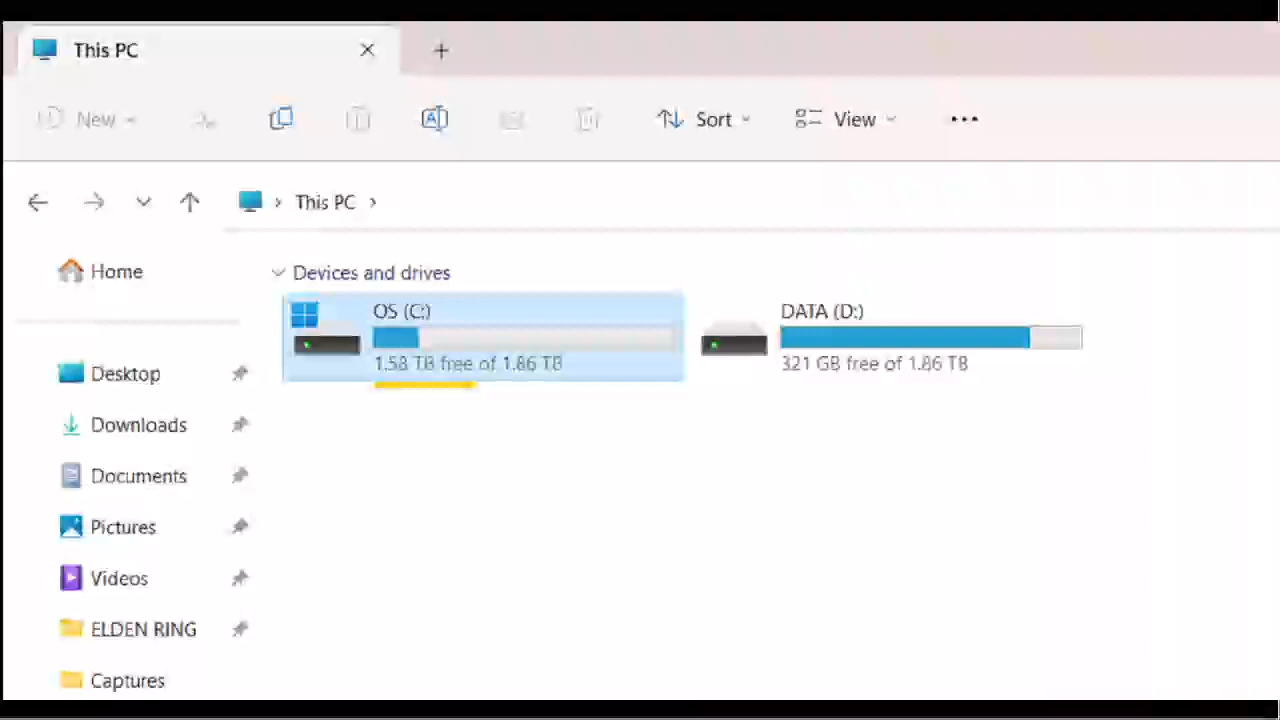 This PC
New
Sort
View
This PC
Home
Devices and drives
OS (C:)
1.58 TB free of 1.86 TB
DATA (D:)
321 GB free of 1.86 TB
Desktop
Downloads
Documents
Pictures
Videos
ELDEN RING
Captures